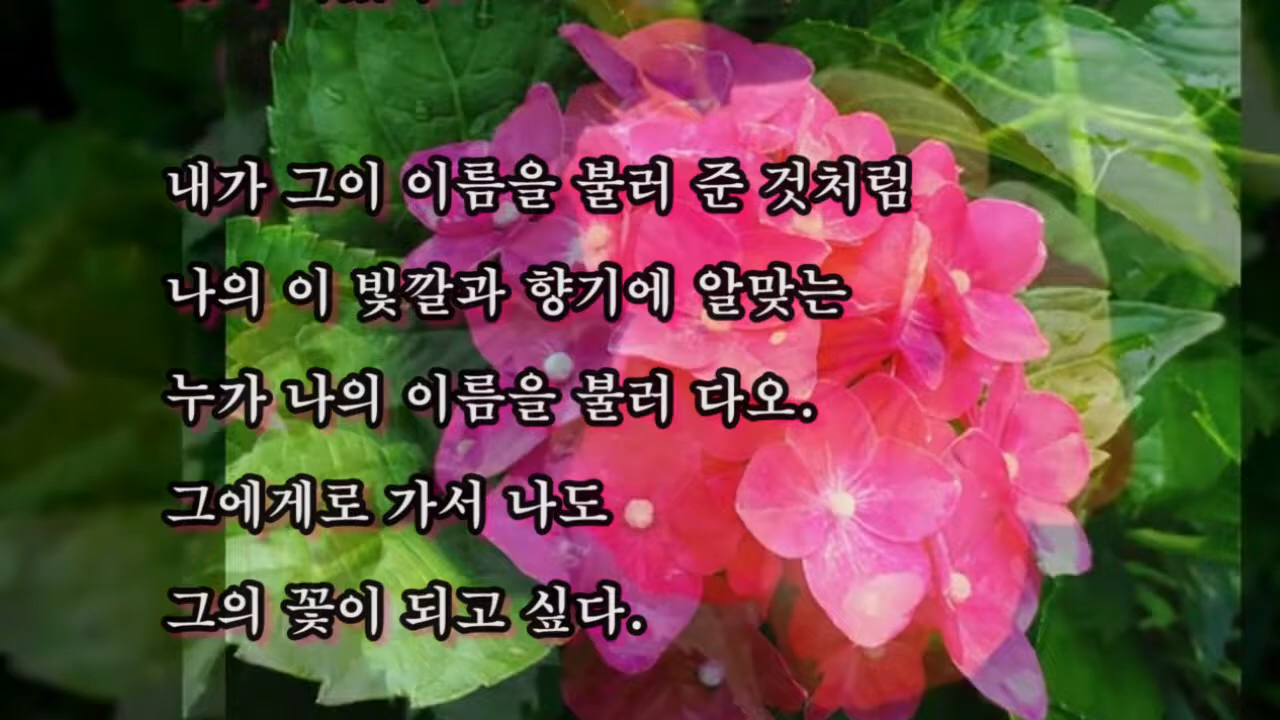 내가 그이 이름을 불러 준 것처럼
나의 이 빛깔과 향기에 알맞는
누가 나의 이름을 불러 다오.
그에게로 가서 나도
그의 꽃이 되고 싶다.